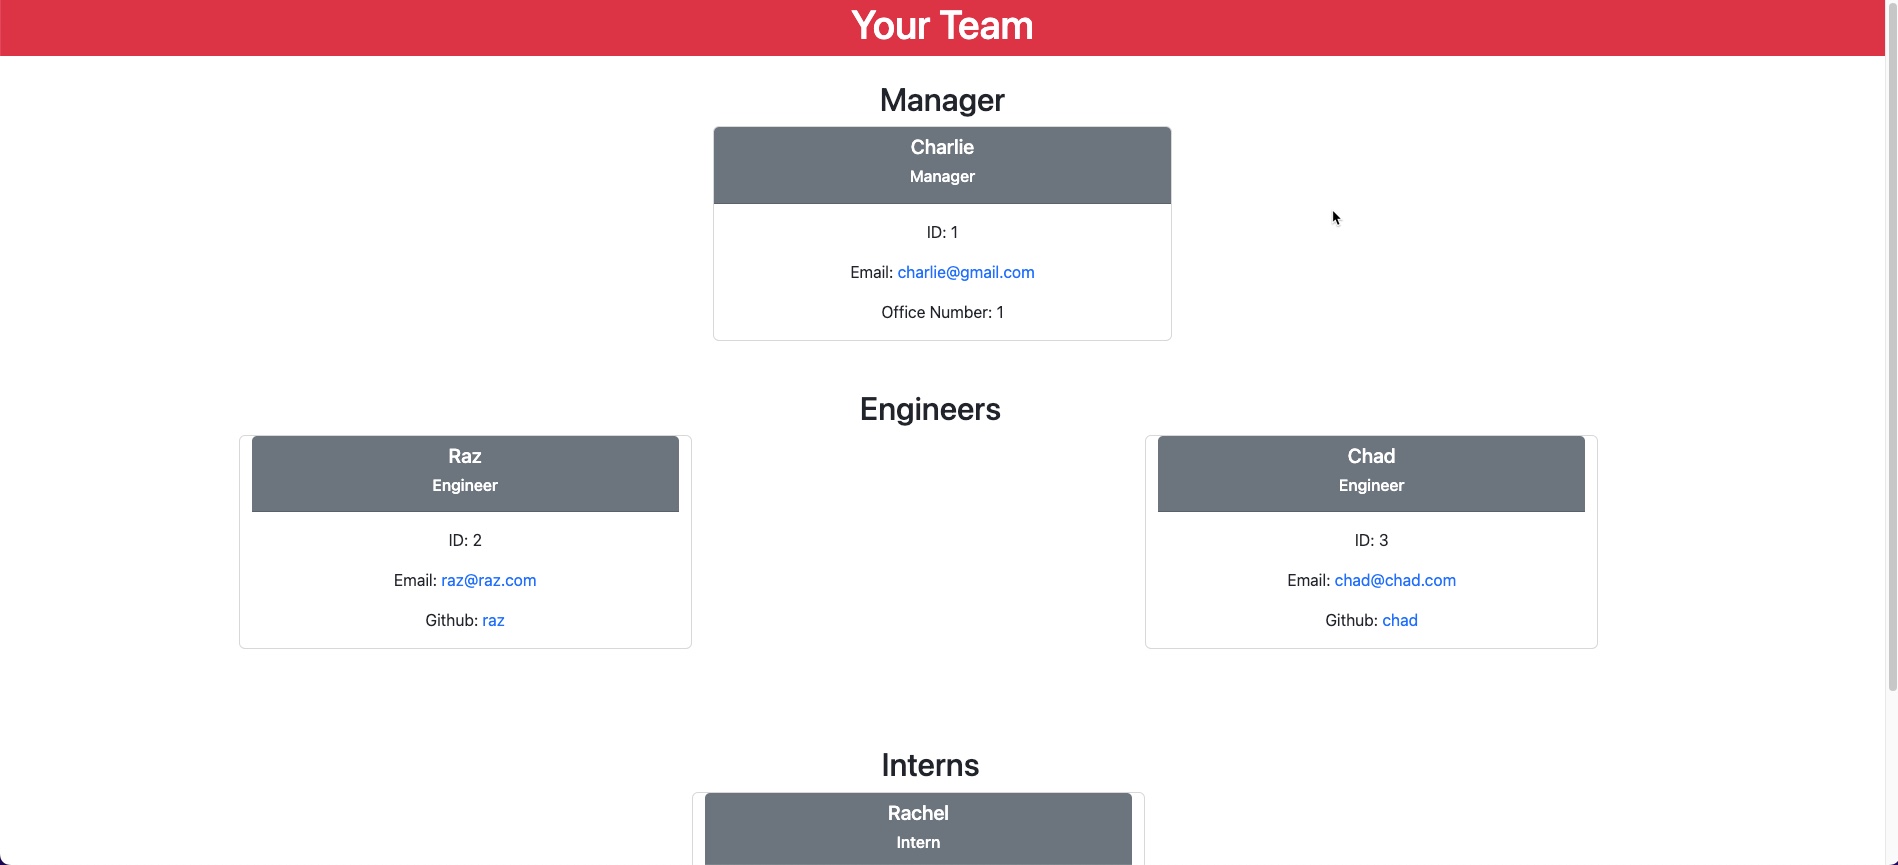 Your Team
Manager
Charlie
Manager
ID: 1
Email: charlie@gmail.com
Office Number: 1
Engineers
Raz
Engineer
ID: 2
Email: raz@raz.com
Github: raz
Chad
Engineer
ID: 3
Email: chad@chad.com
Github: chad
Interns
Rachel
Intern